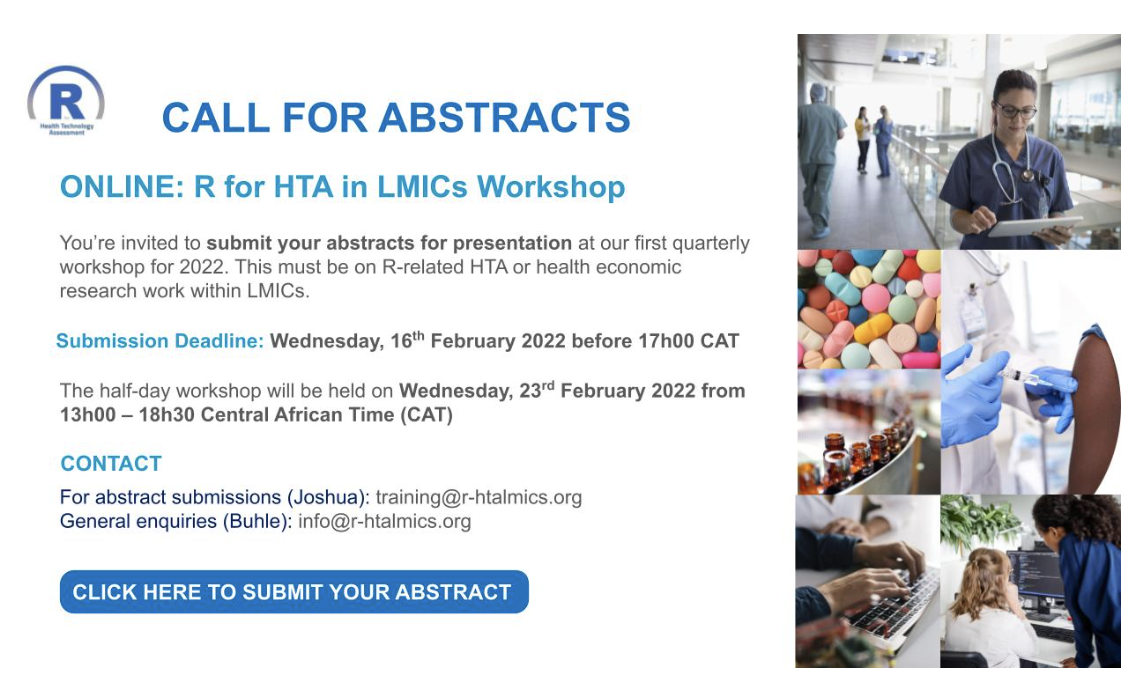 R
Health Technology
Assessment
CALL FOR ABSTRACTS
ONLINE: R for HTA in LMICs Workshop
You’re invited to submit your abstracts for presentation at our first quarterly
workshop for 2022. This must be on R-related HTA or health economic
research work within LMICs.
Submission Deadline: Wednesday, 16th February 2022 before 17h00 CAT
The half-day workshop will be held on Wednesday, 23rd February 2022 from
13h00 – 18h30 Central African Time (CAT)
CONTACT
For abstract submissions (Joshua): training@r-htalmics.org
General enquiries (Buhle): info@r-htalmics.org
CLICK HERE TO SUBMIT YOUR ABSTRACT